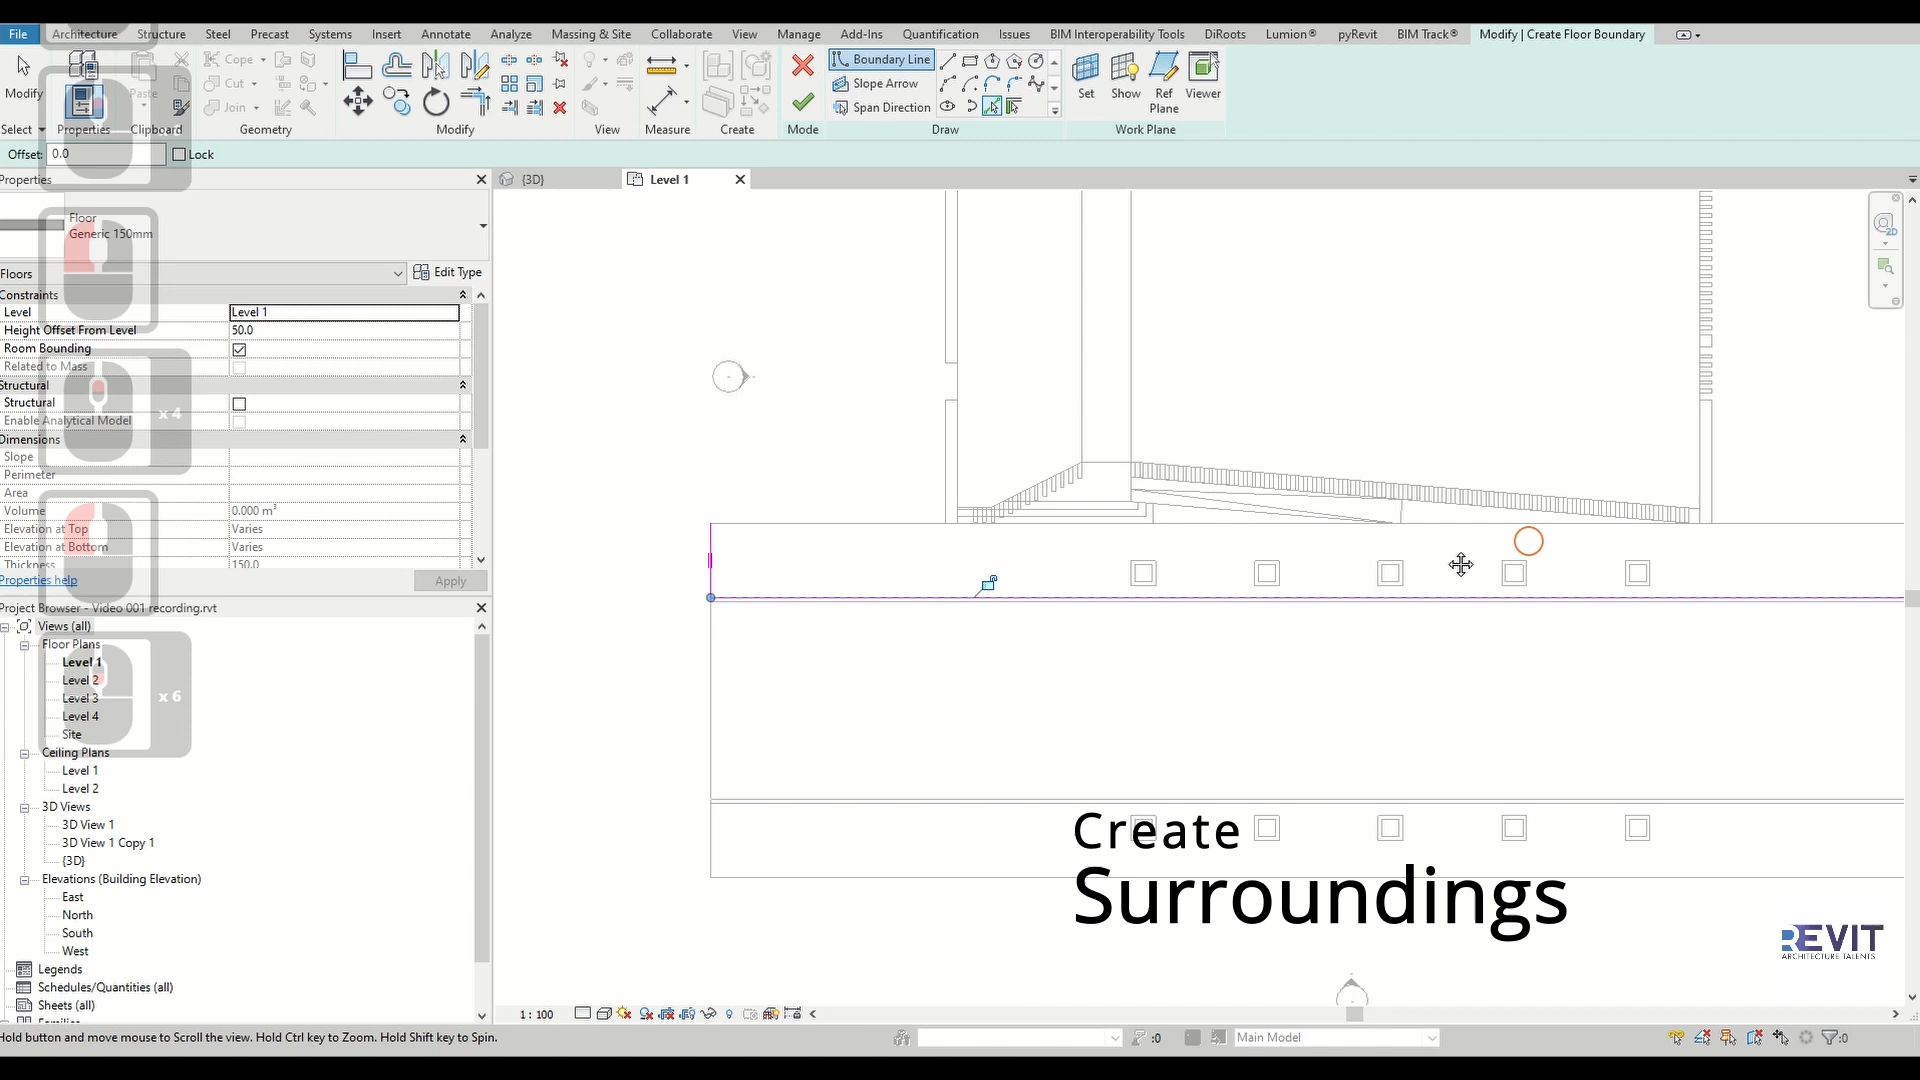 File Architecture Structure Steel Precast Systems Insert Annotate Analyze Massing & Site Collaborate View Manage Add-Ins Quantification Issues BIM Interoperability Tools DiRoots Lumion® pyRevit BIM Track® Modify | Create Floor Boundary
Cope
Boundary Line
Modify
Paste
Cut
Slope Arrow
Set Show Ref Plane Viewer
Join
Span Direction
Select Properties Clipboard Geometry Modify View Measure Create Mode Draw Work Plane
Offset: 0.0 Lock
Properties
{3D}
Level 1
Floor
Generic 150mm
Floors
Edit Type
Constraints
Level Level 1
Height Offset From Level 50.0
Room Bounding
Related to Mass
Structural
Structural
Enable Analytical Model
x 4
Dimensions
Slope
Perimeter
Area
Volume 0.000 m³
Elevation at Top Varies
Elevation at Bottom Varies
Thickness 150.0
Properties help
Apply
Project Browser - Video 001 recording.rvt
Views (all)
Floor Plans
Level 1
Level 2
x 6
Level 3
Level 4
Site
Ceiling Plans
Level 1
Level 2
3D Views
3D View 1
3D View 1 Copy 1
{3D}
Elevations (Building Elevation)
East
North
South
West
Legends
Schedules/Quantities (all)
Sheets (all)
2D
Create
Surroundings
REVIT
ARCHITECTURE TALENTS
1 : 100
Hold button and move mouse to Scroll the view. Hold Ctrl key to Zoom. Hold Shift key to Spin.
:0
Main Model
:0